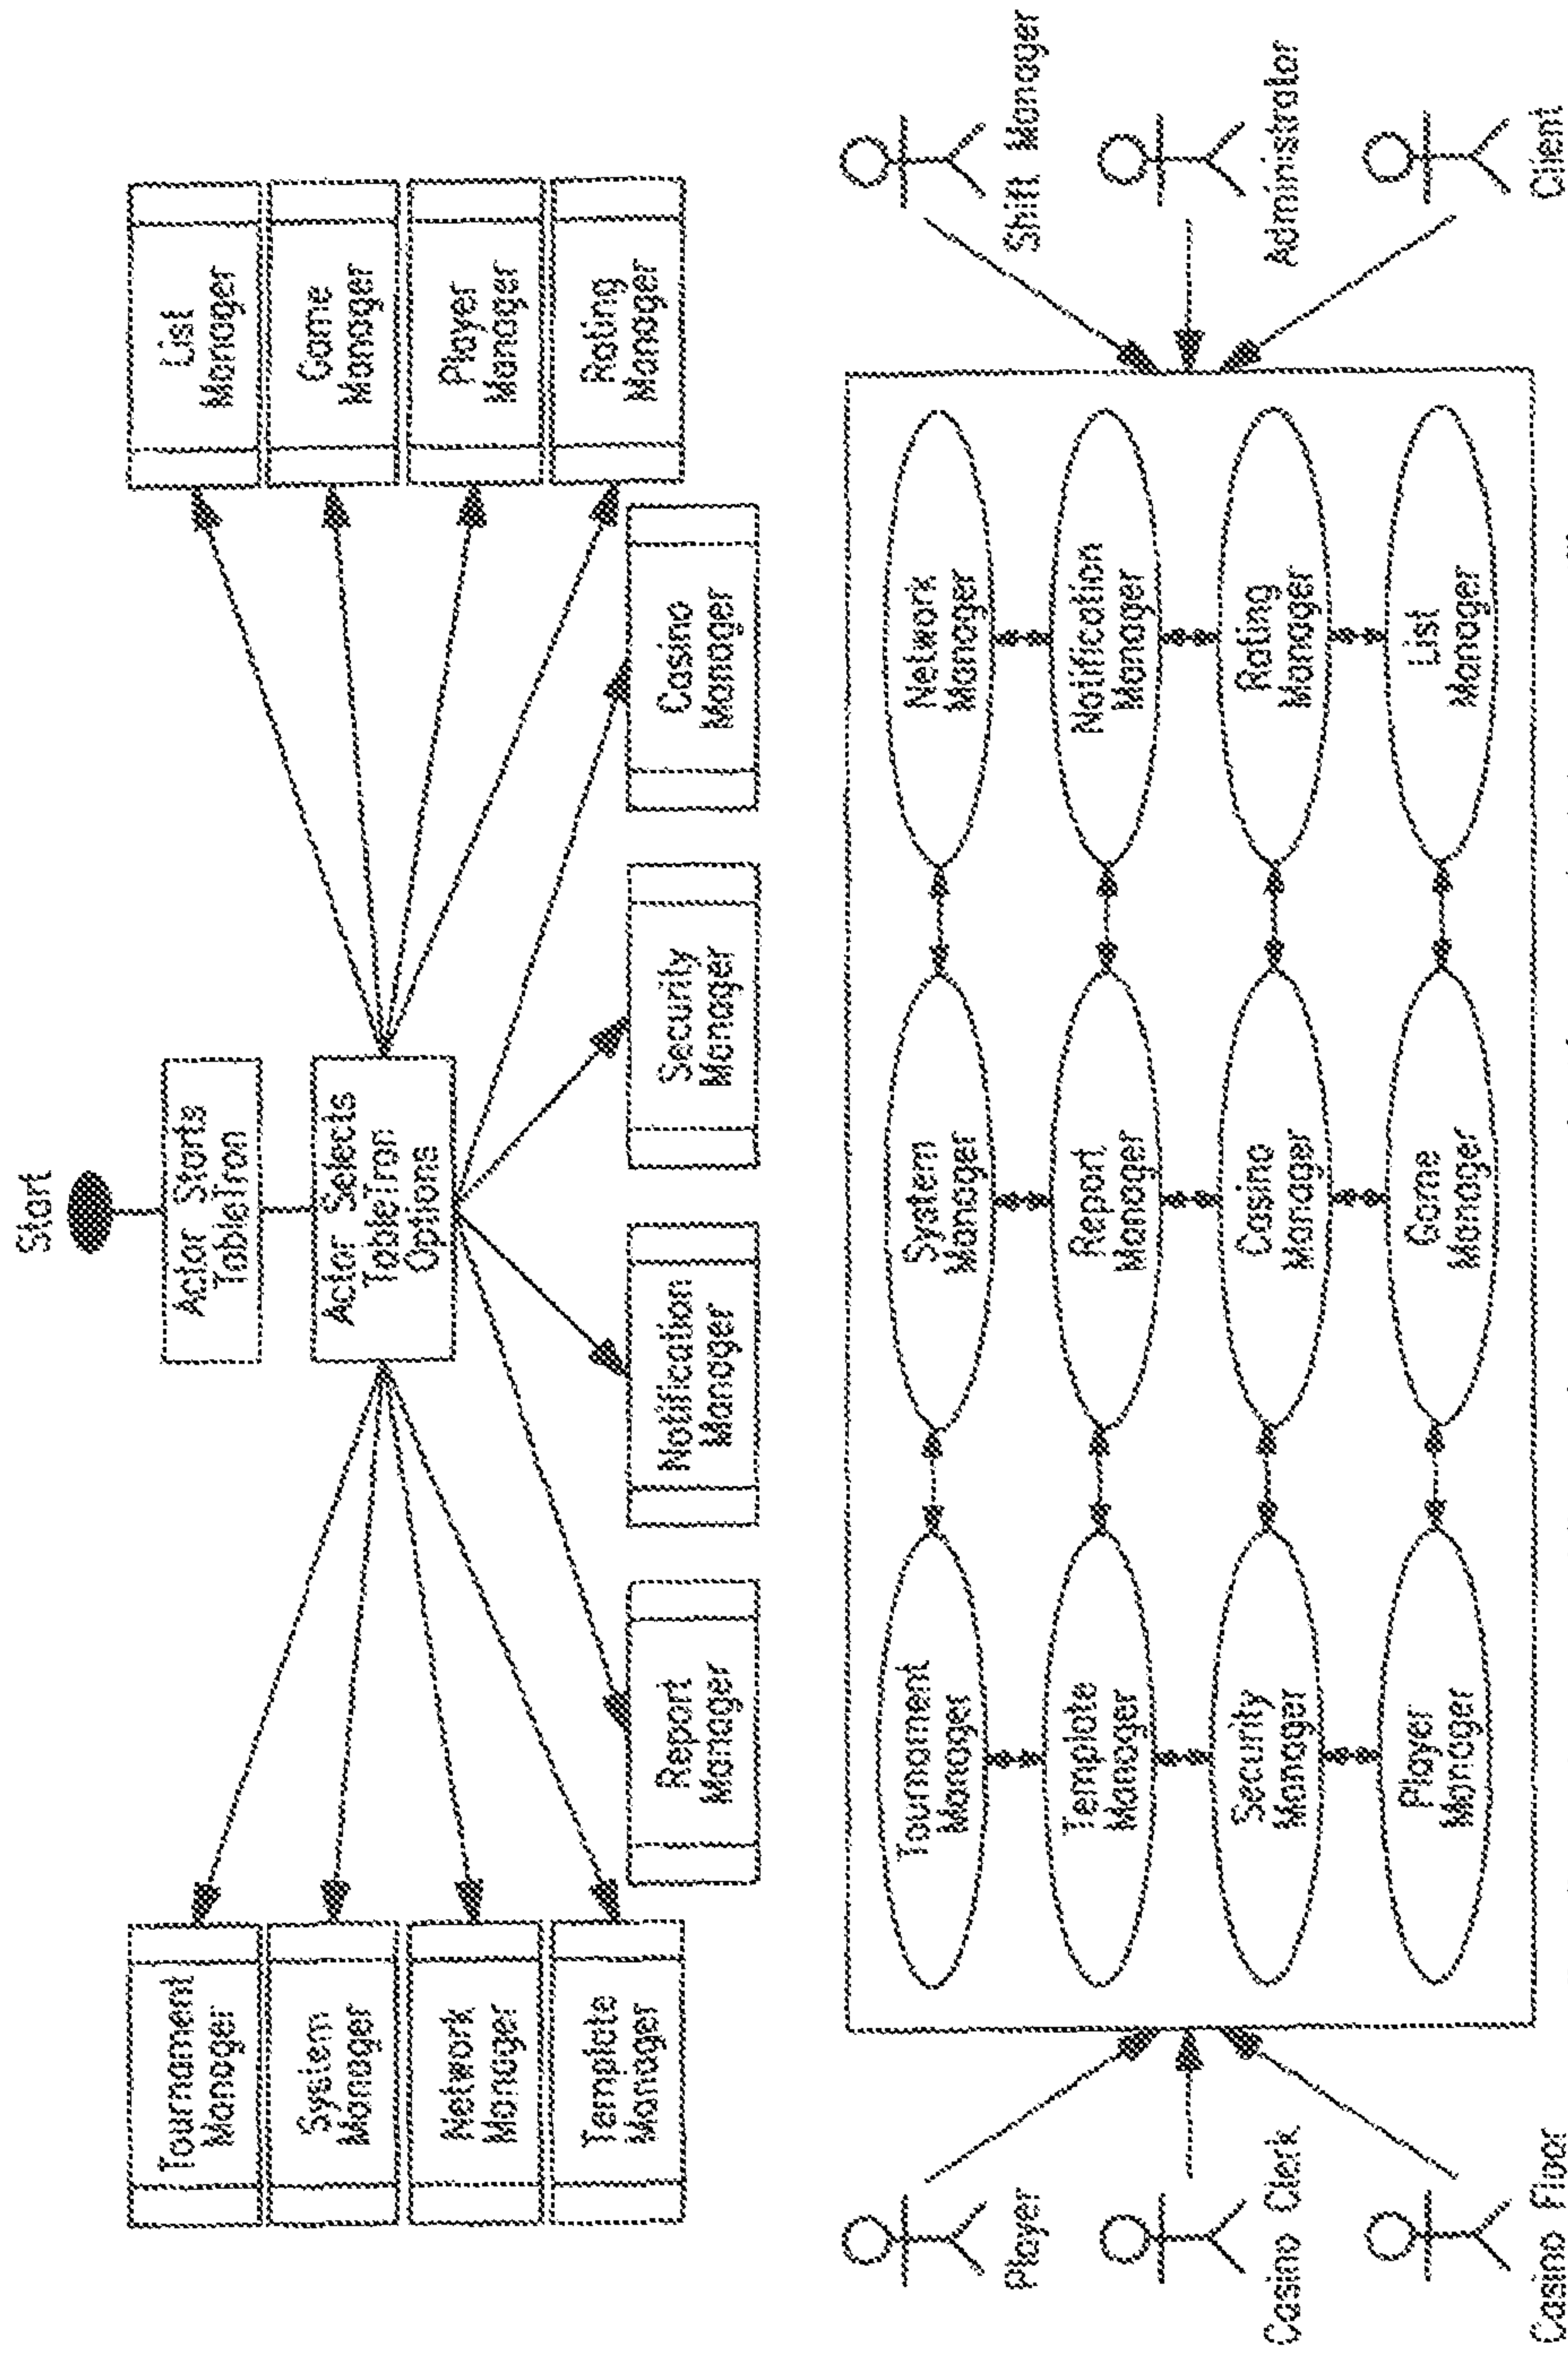 Start
Actor Starts
TableTron
Actor Selects
TableTron
Options
Tournament
Manager
System
Manager
Network
Manager
Template
Manager
Report
Manager
Notification
Manager
Security
Manager
Casino
Manager
List
Manager
Game
Manager
Player
Manager
Rating
Manager
Player
Casino Clerk
Casino Floor
Tournament
Manager
System
Manager
Network
Manager
Template
Manager
Report
Manager
Notification
Manager
Security
Manager
Casino
Manager
Rating
Manager
Player
Manager
Game
Manager
List
Manager
Shift Manager
Administrator
Client